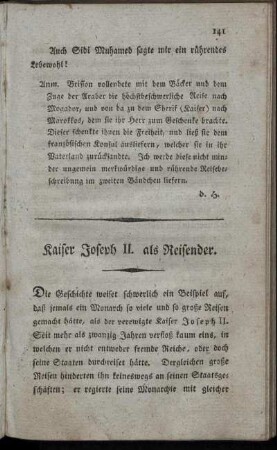 141
Auch Sidi Muhamed sagte mir ein rührendes
Lebewohl!
Anm. Brisson vollendete mit dem Bäcker und dem
Zuge der Araber die höchstbeschwerliche Reise nach
Mogador, und von da zu dem Sherif (Kaiser) nach
Marokkos, dem sie ihr Herr zum Geschenke brachte.
Dieser schenkte ihnen die Freiheit, und ließ sie dem
französischen Konsul ausliefern, welcher sie in ihr
Vaterland zurücksandte. Ich werde diese nicht min
der ungemein merkwürdige und rührende Reisebe-
schreibung im zweiten Bändchen liefern.
d. H.
Kaiser Joseph II. als Reisender.
Die Geschichte weiset schwerlich ein Beispiel auf,
daß jemals ein Monarch so viele und so große Reisen
gemacht hätte, als der verewigte Kaiser Joseph II.
Seit mehr als zwanzig Jahren verfloß kaum eins, in
welchem er nicht entweder fremde Reiche, oder doch
seine Staaten durchreiset hätte. Dergleichen große
Reisen hinderten ihn keineswegs an seinen Staatsge-
schäften; er regierte seine Monarchie mit gleicher